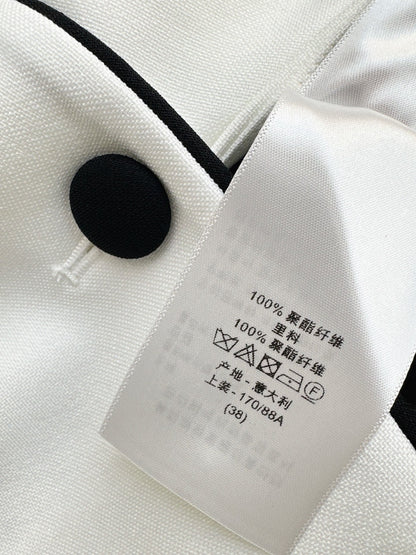 100% 聚酯纤维
里料
100% 聚酯纤维
F
产地-意大利
上装-170/88A
(38)